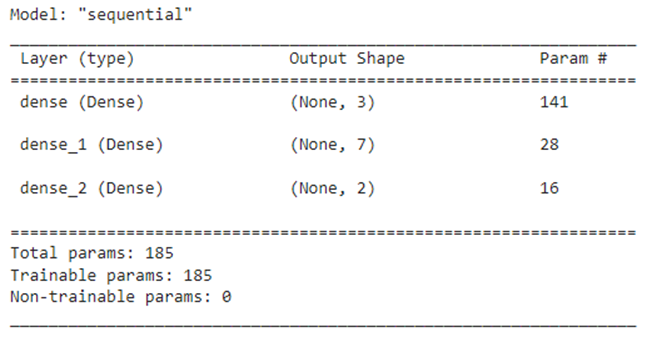 Model: "sequential"
_________________________________________________________________
Layer (type) Output Shape Param #
=================================================================
dense (Dense) (None, 3) 141
dense_1 (Dense) (None, 7) 28
dense_2 (Dense) (None, 2) 16
=================================================================
Total params: 185
Trainable params: 185
Non-trainable params: 0
_________________________________________________________________